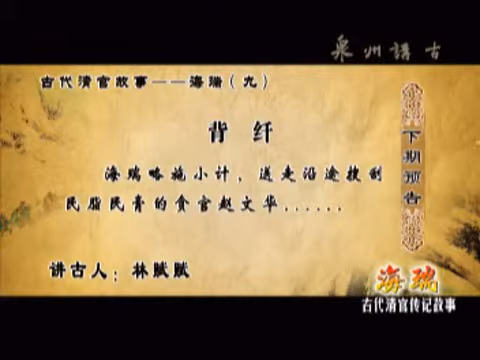 泉州講古
古代清官故事——海瑞（九）
背纤
海瑞略施小计，送走沿途搜刮
民脂民膏的贪官赵文华......
讲古人：林赋赋
下期预告
海瑞
古代清官传记故事